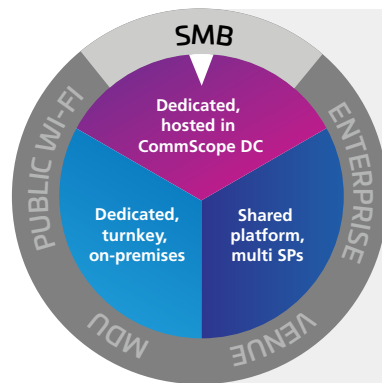 SMB
PUBLIC WI-FI
ENTERPRISE
Dedicated,
hosted in
CommScope DC
Dedicated,
turnkey,
on-premises
Shared
platform,
multi SPs
MDU
VENUE